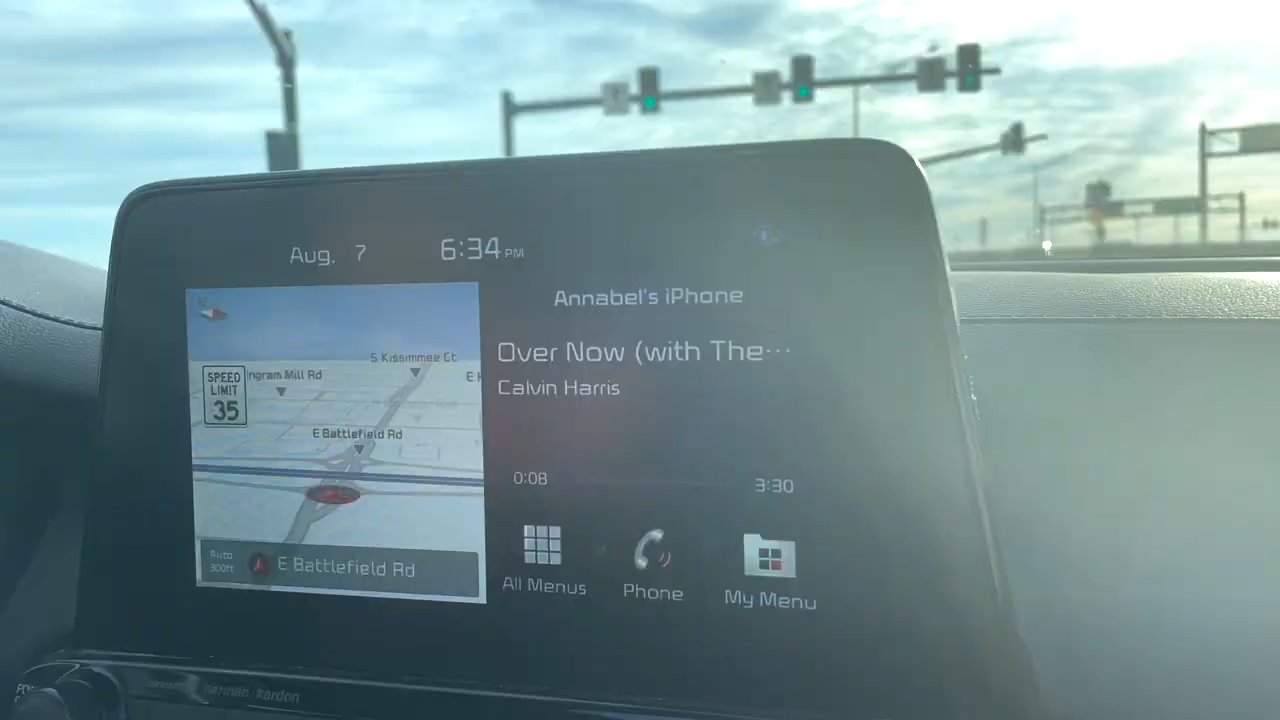 Aug. 7 6:34 PM
Annabel's iPhone
Over Now (with The...
Calvin Harris
0:08 3:30
SPEED
LIMIT
35
S Kissimmee Ct
ngram Mill Rd
E Battlefield Rd
Auto
300ft
E Battlefield Rd
All Menus
Phone
My Menu
harman kardon